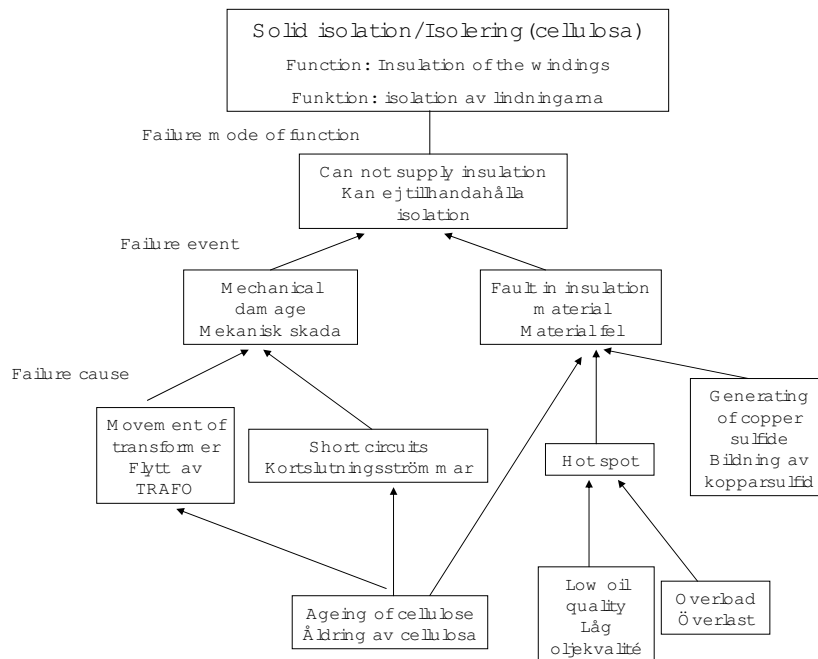 Solid isolation/Isolering (cellulosa)
Function: Insulation of the windings
Funktion: isolation av lindningarna
Failure mode of function
Can not supply insulation
Kan ej tillhandahålla
isolation
Failure event
Mechanical
damage
Mekanisk skada
Fault in insulation
material
Materialfel
Failure cause
Movement of
transformer
Flytt av
TRAFO
Short circuits
Kortslutningsströmmar
Hot spot
Generating
of copper
sulfide
Bildning av
kopparsulfid
Ageing of cellulose
Åldring av cellulosa
Low oil
quality
Låg
oljekvalité
Overload
Överlast